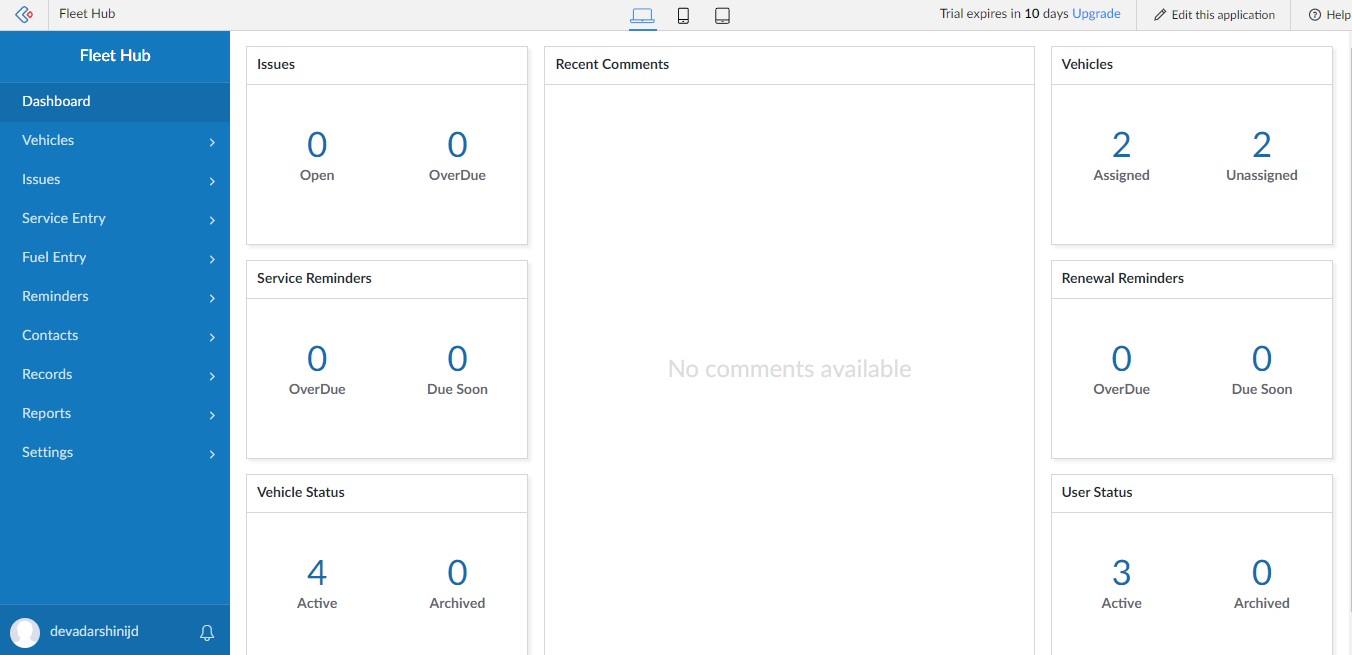 Fleet Hub
Trial expires in 10 days Upgrade
Edit this application
Help
Fleet Hub
Dashboard
Vehicles
Issues
Service Entry
Fuel Entry
Reminders
Contacts
Records
Reports
Settings
devadarshinijd
Issues
0 0
Open OverDue
Service Reminders
0 0
OverDue Due Soon
Vehicle Status
4 0
Active Archived
Recent Comments
No comments available
Vehicles
2 2
Assigned Unassigned
Renewal Reminders
0 0
OverDue Due Soon
User Status
3 0
Active Archived